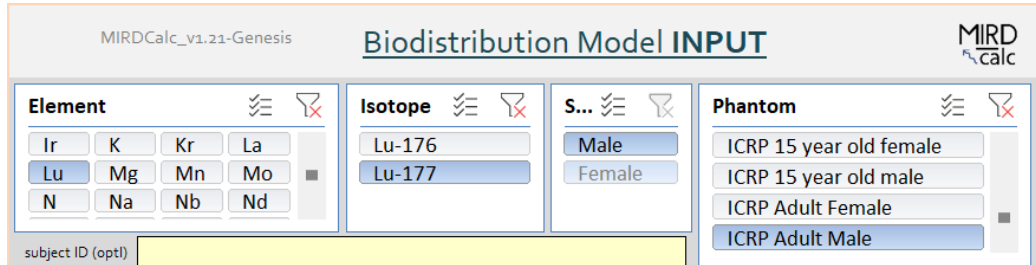 MIRDCalc_v1.21-Genesis
Biodistribution Model INPUT
MIRD
calc
Element
Isotope
S...
Phantom
Ir K Kr La
Lu Mg Mn Mo
N Na Nb Nd
Lu-176
Lu-177
Male
Female
ICRP 15 year old female
ICRP 15 year old male
ICRP Adult Female
ICRP Adult Male
subject ID (optl)